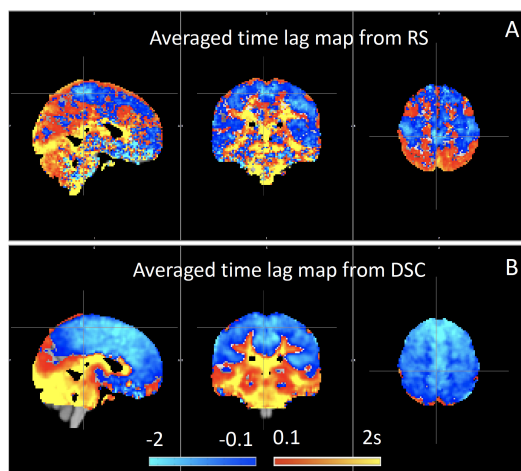 Averaged time lag map from RS
A
Averaged time lag map from DSC
B
-2 -0.1 0.1 2s